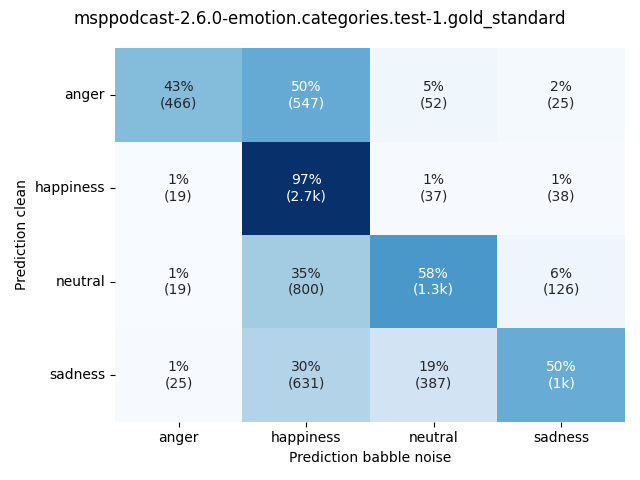 msppodcast-2.6.0-emotion.categories.test-1.gold_standard
anger
43%
(466)
50%
(547)
5%
(52)
2%
(25)
happiness
1%
(19)
97%
(2.7k)
1%
(37)
1%
(38)
neutral
1%
(19)
35%
(800)
58%
(1.3k)
6%
(126)
sadness
1%
(25)
30%
(631)
19%
(387)
50%
(1k)
Prediction clean
anger
happiness
neutral
sadness
Prediction babble noise